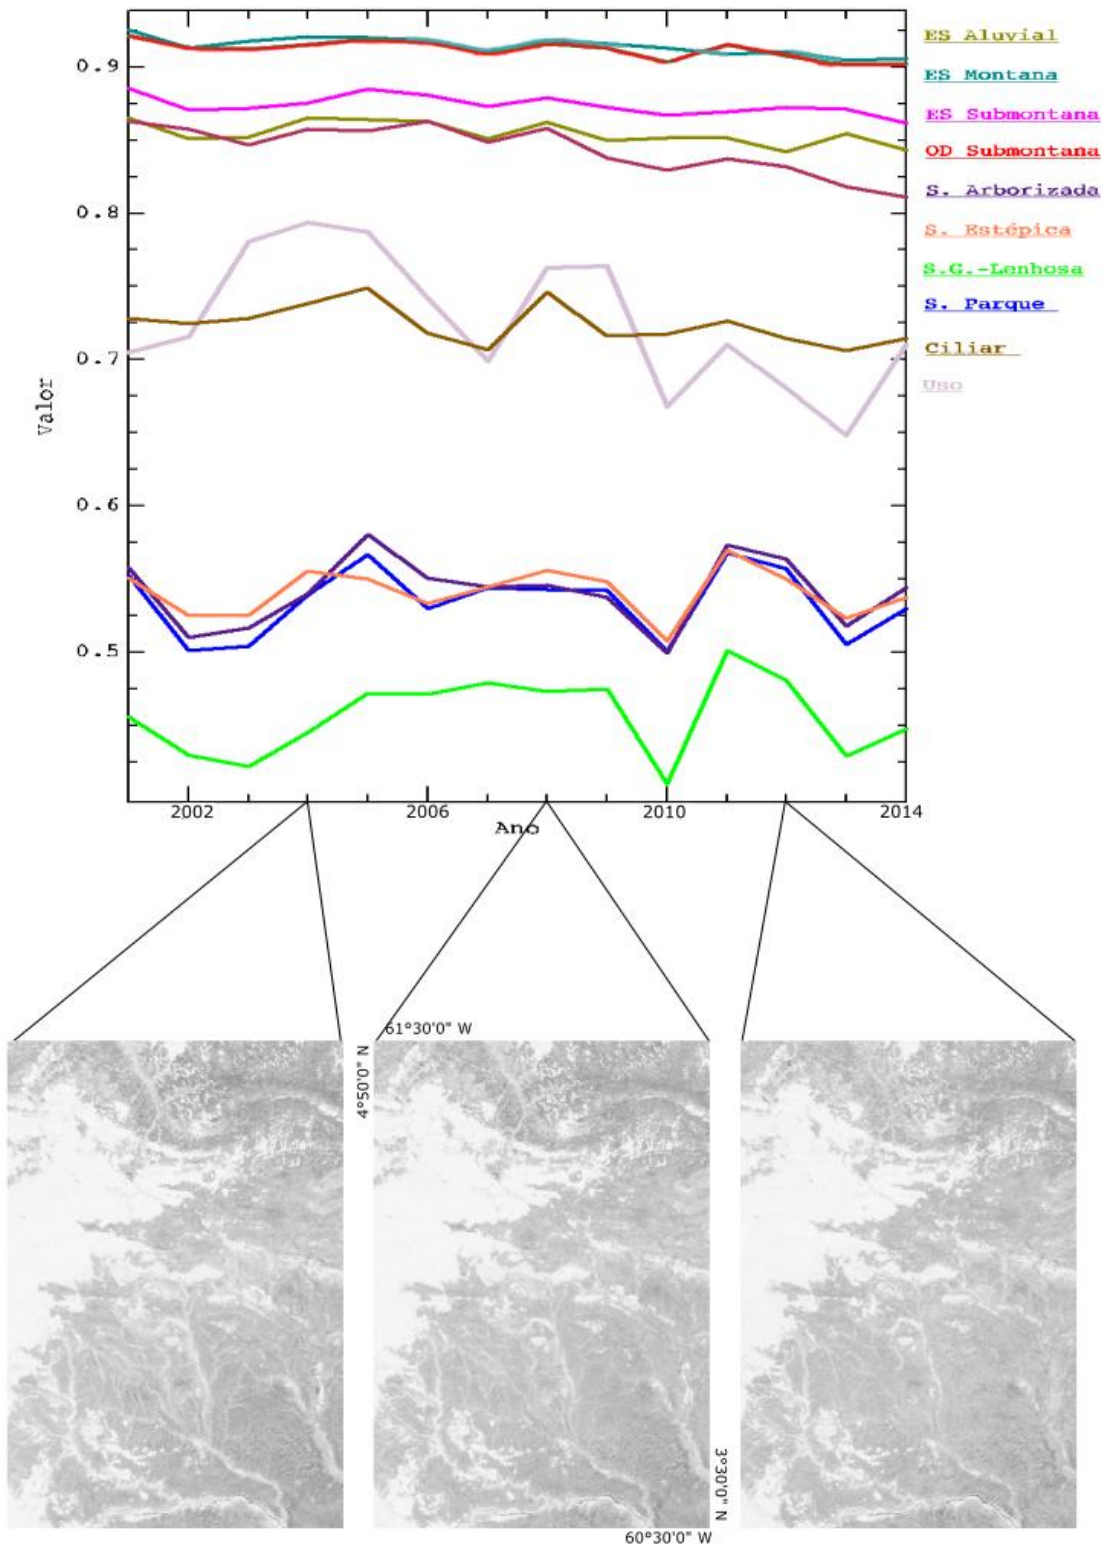 0.9
0.8
0.7
0.6
0.5
Valor
2002
2006
2010
2014
Ano
ES Aluvial
ES Montana
ES Submontana
OD Submontana
S. Arborizada
S. Estépica
S.G.-Lenhosa
S. Parque
Ciliar
Uso
61°30'0" W
4°50'0" N
3°30'0" N
60°30'0" W